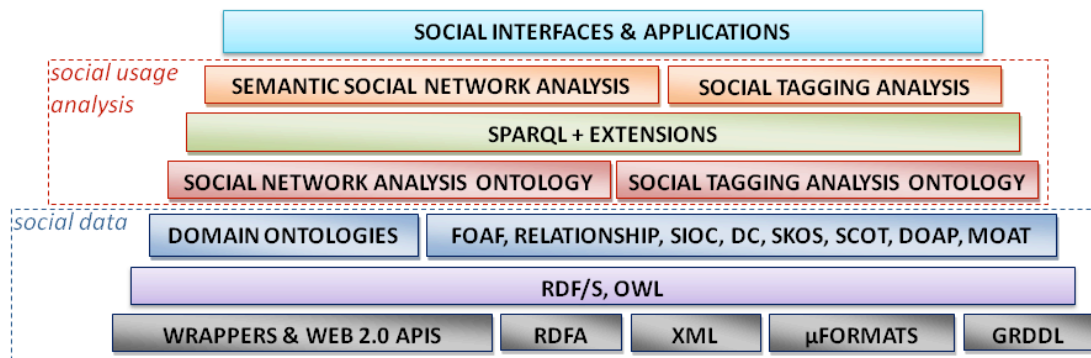 SOCIAL INTERFACES & APPLICATIONS
social usage
analysis
SEMANTIC SOCIAL NETWORK ANALYSIS
SOCIAL TAGGING ANALYSIS
SPARQL + EXTENSIONS
SOCIAL NETWORK ANALYSIS ONTOLOGY
SOCIAL TAGGING ANALYSIS ONTOLOGY
social data
DOMAIN ONTOLOGIES
FOAF, RELATIONSHIP, SIOC, DC, SKOS, SCOT, DOAP, MOAT
RDF/S, OWL
WRAPPERS & WEB 2.0 APIS
RDFA
XML
µFORMATS
GRDDL